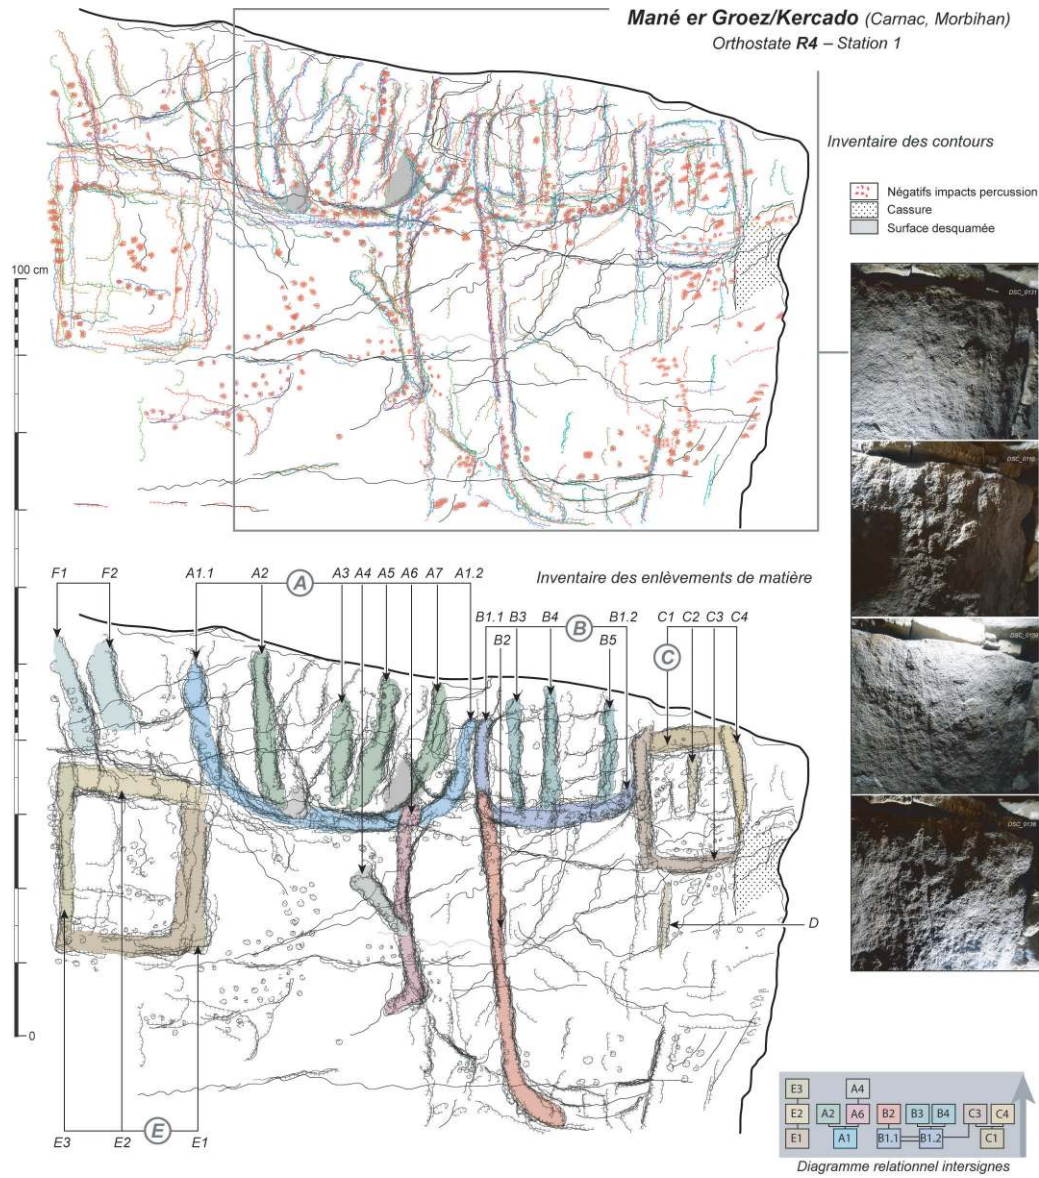 Mané er Groez/Kercado (Carnac, Morbihan)
Orthostate R4 – Station 1
Inventaire des contours
Négatifs impacts percussion
Cassure
Surface desquamée
100 cm
DSC_0131
DSC_0139
DSC_0138
F1 F2 A1.1 A2 A A3 A4 A5 A6 A7 A1.2
Inventaire des enlèvements de matière
B1.1 B3 B B4 B1.2 C1 C2 C3 C4
B2 B5 C
D
0
E3 E2 E E1
E3 A4
E2 A2 A6 B2 B3 B4 C3 C4
E1 A1 B1.1 B1.2 C1
Diagramme relationnel intersignes